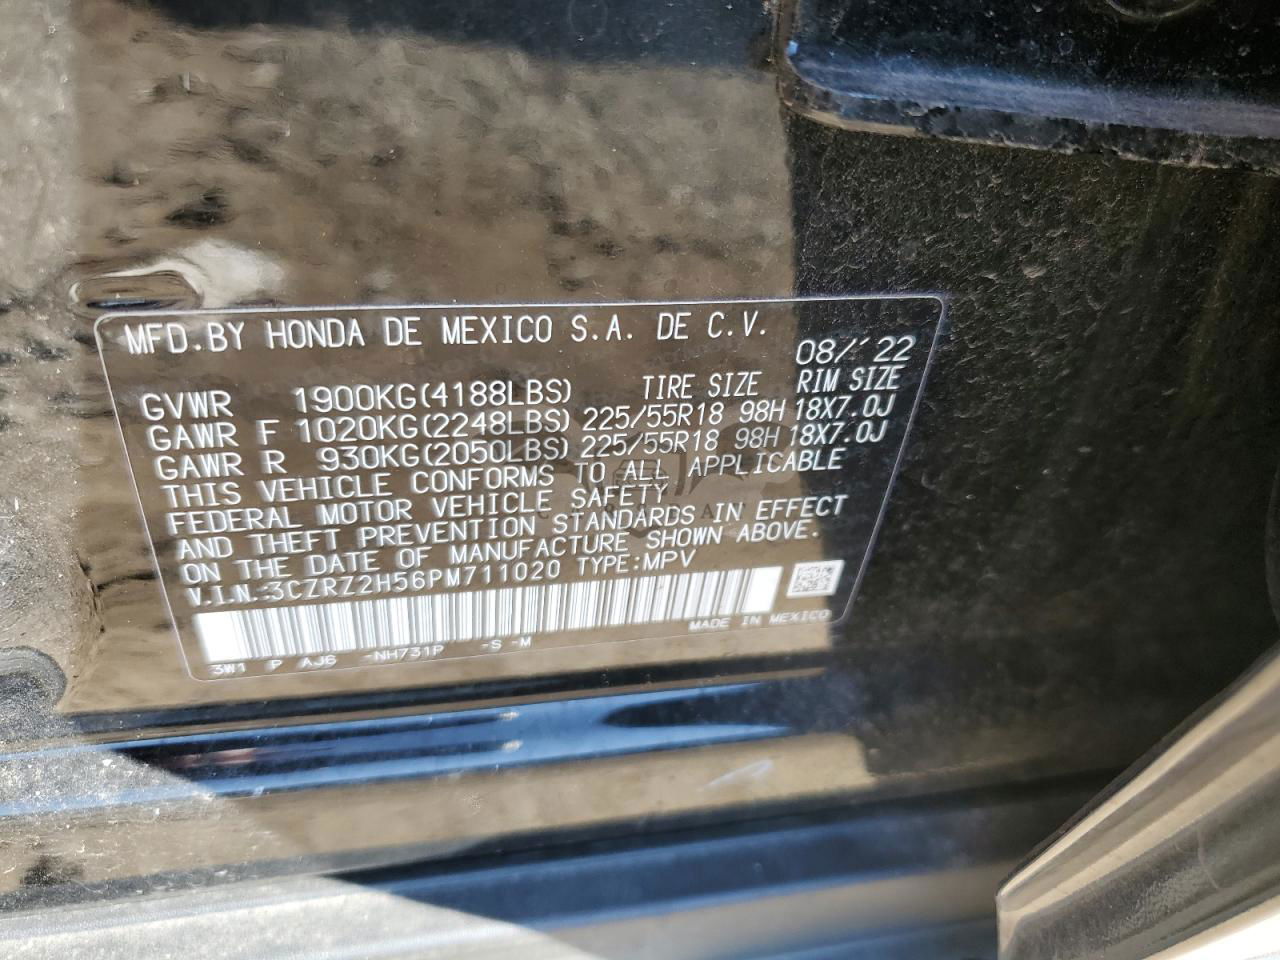 MFD.BY HONDA DE MEXICO S.A. DE C.V.
08/'22
GVWR 1900KG(4188LBS) TIRE SIZE RIM SIZE
GAWR F 1020KG(2248LBS) 225/55R18 98H 18X7.0J
GAWR R 930KG(2050LBS) 225/55R18 98H 18X7.0J
THIS VEHICLE CONFORMS TO ALL APPLICABLE
FEDERAL MOTOR VEHICLE SAFETY
AND THEFT PREVENTION STANDARDS IN EFFECT
ON THE DATE OF MANUFACTURE SHOWN ABOVE.
V.I.N.:3CZRZ2H56PM711020 TYPE:MPV
MADE IN MEXICO
3W1 P AJ6 -NH731P -S -M